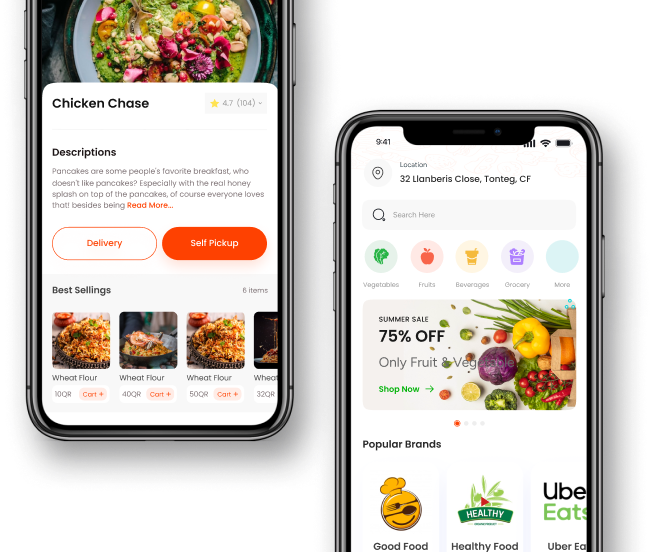 Chicken Chase
4.7 (104)
Descriptions
Pancakes are some people's favorite breakfast, who
doesn't like pancakes? Especially with the real honey
splash on top of the pancakes, of course everyone loves
that! besides being Read More...
Delivery
Self Pickup
Best Sellings
6 items
Wheat Flour
Wheat Flour
Wheat Flour
Wheat
10QR
Cart +
40QR
Cart +
50QR
Cart +
32QR
9:41
Location
32 Llanberis Close, Tonteg, CF
Search Here
Vegetables
Fruits
Beverages
Grocery
More
SUMMER SALE
75% OFF
Only Fruit & Vegetable
Shop Now →
Popular Brands
HEALTHY
Uber
Eats
Good Food
Healthy Food
Uber Ea